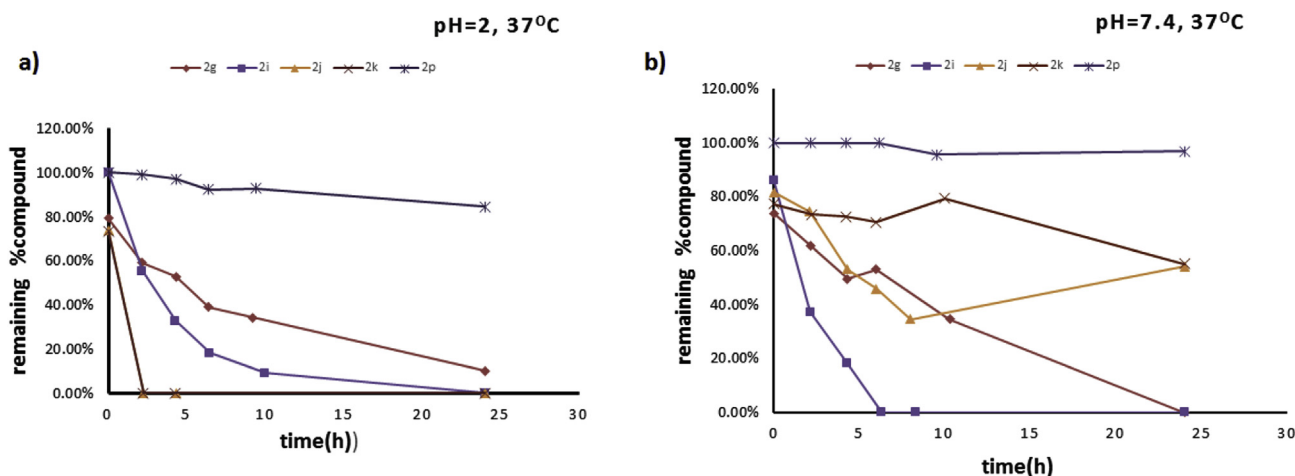 pH=2, 37⁰C
a)
2g 2i 2j 2k 2p
120.00%
100.00%
80.00%
60.00%
40.00%
20.00%
0.00%
remaining %compound
0 5 10 15 20 25 30
time(h))
pH=7.4, 37⁰C
b)
2g 2i 2j 2k 2p
120.00%
100.00%
80.00%
60.00%
40.00%
20.00%
0.00%
remaining %compound
0 5 10 15 20 25 30
time(h)